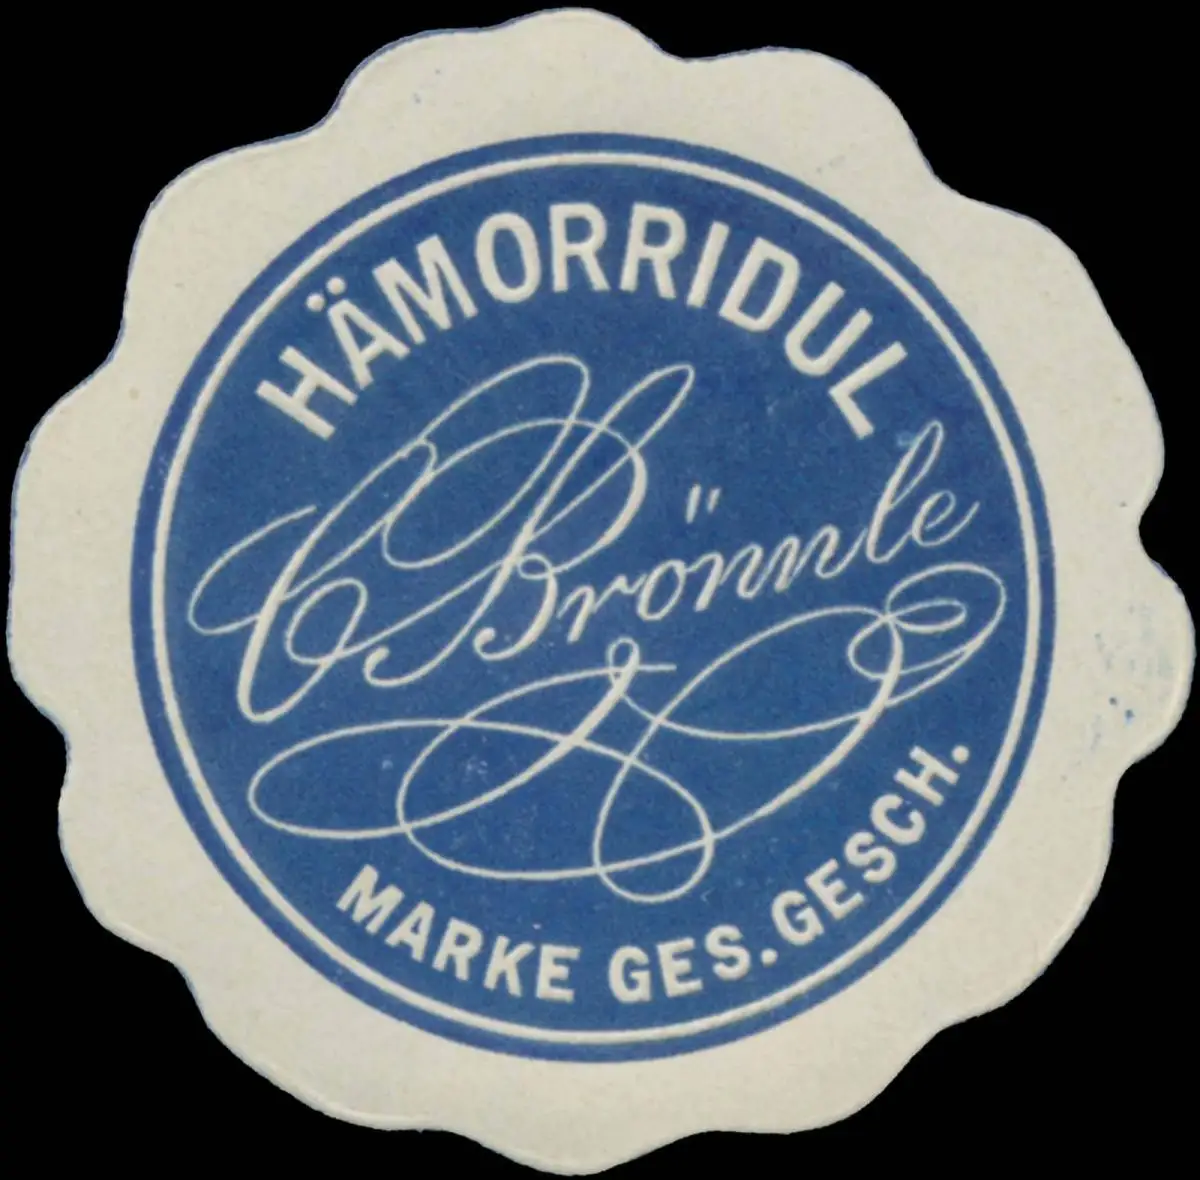 HÄMORRIDUL
C Brönnle
MARKE GES. GESCH.